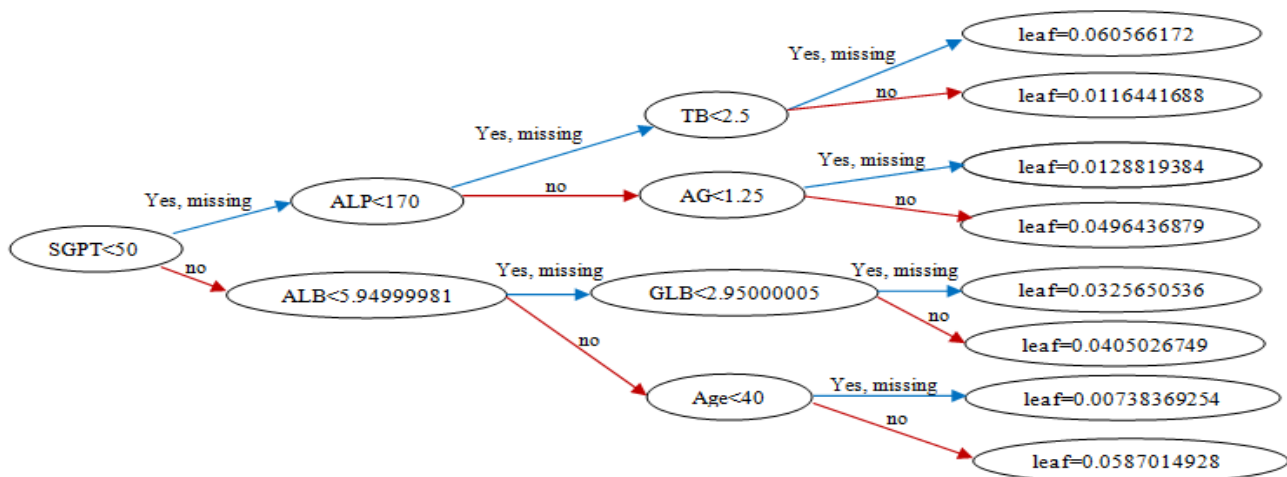 leaf=0.060566172
Yes, missing
no
leaf=0.0116441688
TB<2.5
Yes, missing
Yes, missing
leaf=0.0128819384
Yes, missing
ALP<170
no
AG<1.25
no
leaf=0.0496436879
SGPT<50
no
Yes, missing
Yes, missing
ALB<5.94999981
GLB<2.95000005
leaf=0.0325650536
no
no
leaf=0.0405026749
Age<40
Yes, missing
leaf=0.00738369254
no
leaf=0.0587014928